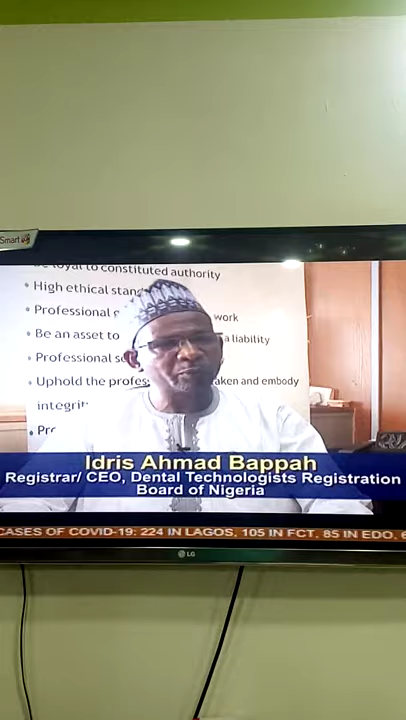 Smart
Be loyal to constituted authority
• High ethical stan
• Professional work
• Be an asset to a liability
• Professional s
• Uphold the profes aken and embody
integrit
• Pr
Idris Ahmad Bappah
Registrar/ CEO, Dental Technologists Registration
Board of Nigeria
CASES OF COVID-19: 224 IN LAGOS, 105 IN FCT, 85 IN EDO,
LG